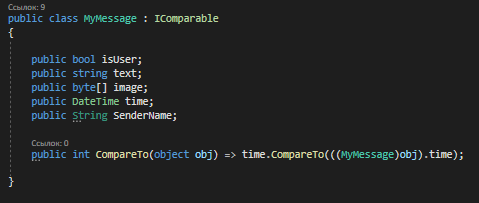 Ссылок: 9
public class MyMessage : IComparable
{
public bool isUser;
public string text;
public byte[] image;
public DateTime time;
public String SenderName;
Ссылок: 0
public int CompareTo(object obj) => time.CompareTo(((MyMessage)obj).time);
}